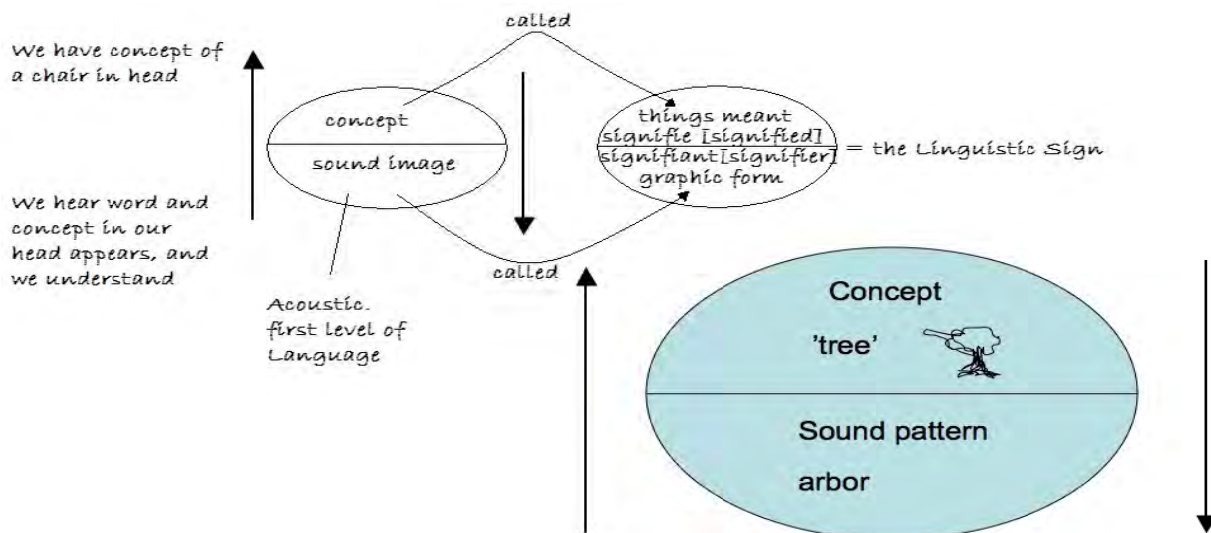 called
We have concept of
a chair in head
concept
sound image
things meant
signifie [signified]
signifiant[signifier]
graphic form
= the Linguistic Sign
We hear word and
concept in our
head appears, and
we understand
called
Acoustic.
first level of
Language
Concept
'tree'
Sound pattern
arbor